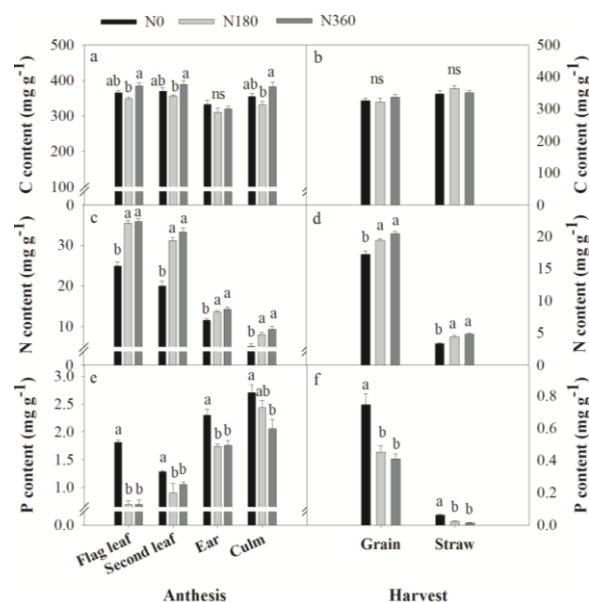 N0 N180 N360
500 a ab b a ab b a ab b a b ns ns 500
400 ns 400
300 300
200 200
100 100
0 0
C content (mg g-1)
C content (mg g-1)
c a a a a b b b a a b a a d b a a b a a
30 20
20 15
10 10
5
0 0
N content (mg g-1)
N content (mg g-1)
3.0 e a b b a b b a b b a ab b f a b b a b b
2.5 0.8
2.0 0.6
1.5 0.4
1.0 0.2
0.0 0.0
P content (mg g-1)
P content (mg g-1)
Flag leaf Second leaf Ear Culm Grain Straw
Anthesis Harvest